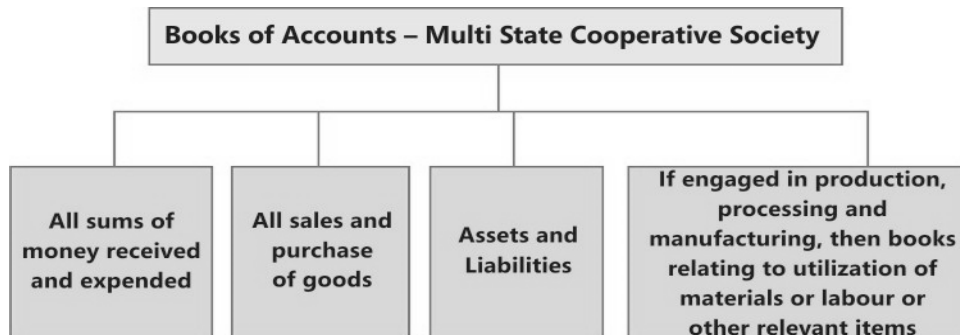 Books of Accounts – Multi State Cooperative Society
All sums of
money received
and expended
All sales and
purchase
of goods
Assets and
Liabilities
If engaged in production,
processing and
manufacturing, then books
relating to utilization of
materials or labour or
other relevant items